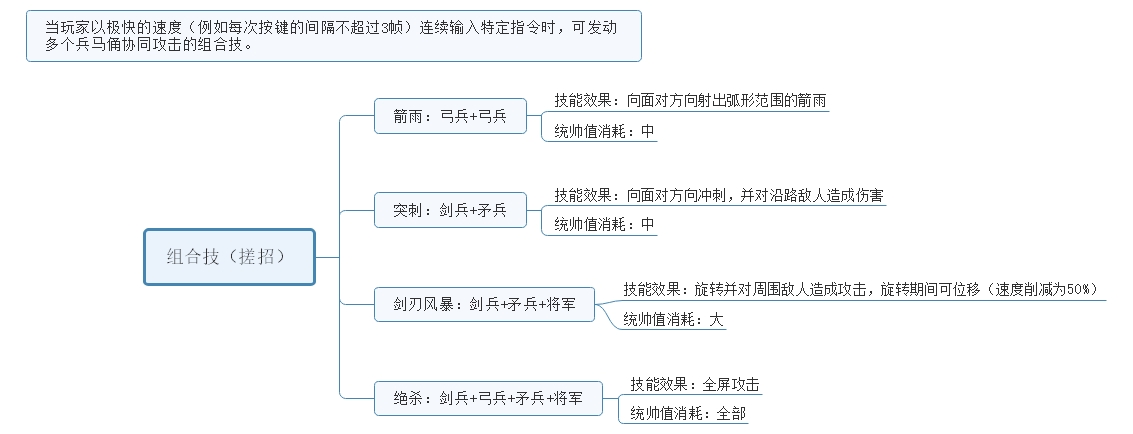 当玩家以极快的速度（例如每次按键的间隔不超过3帧）连续输入特定指令时，可发动
多个兵马俑协同攻击的组合技。
组合技（搓招）
箭雨：弓兵+弓兵
技能效果：向面对方向射出弧形范围的箭雨
统帅值消耗：中
突刺：剑兵+矛兵
技能效果：向面对方向冲刺，并对沿路敌人造成伤害
统帅值消耗：中
剑刃风暴：剑兵+矛兵+将军
技能效果：旋转并对周围敌人造成攻击，旋转期间可位移（速度削减为50%）
统帅值消耗：大
绝杀：剑兵+弓兵+矛兵+将军
技能效果：全屏攻击
统帅值消耗：全部